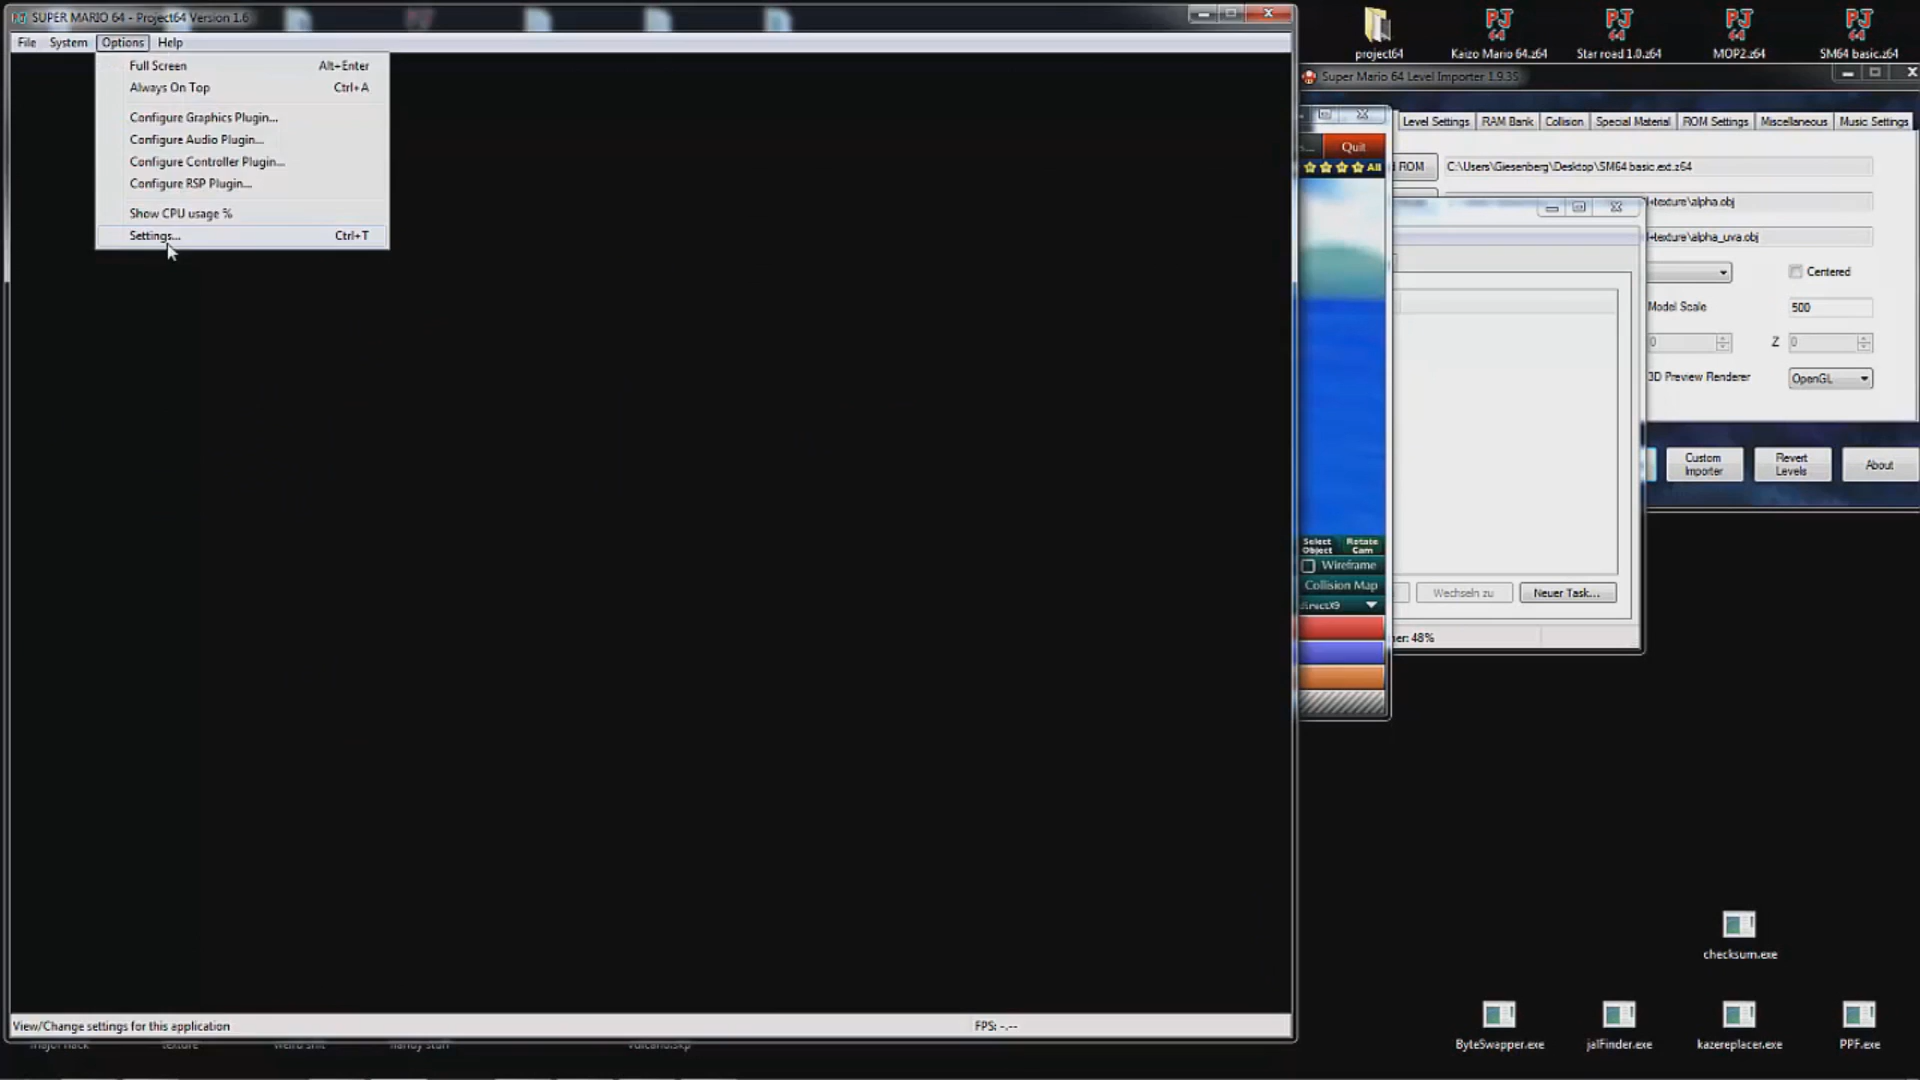 SUPER MARIO 64 - Project64 Version 1.6
File System Options Help
Full Screen Alt+Enter
Always On Top Ctrl+A
Configure Graphics Plugin...
Configure Audio Plugin...
Configure Controller Plugin...
Configure RSP Plugin...
Show CPU usage %
Settings... Ctrl+T
project64
Kaizo Mario 64.z64
Star road 1.0.z64
MOP2.z64
SM64 basic.z64
Super Mario 64 Level Importer 1.9.3S
Level Settings RAM Bank Collision Special Material ROM Settings Miscellaneous Music Settings
Quit
All
ROM C:\Users\Giesenberg\Desktop\SM64 basic.ext.z64
+texture\alpha.obj
+texture\alpha_uva.obj
Centered
Model Scale 500
0 Z 0
3D Preview Renderer OpenGL
Custom Importer
Revert Levels
About
Select Object
Rotate Cam
Wireframe
Collision Map
directX9
Wechseln zu Neuer Task...
her: 48%
checksum.exe
ByteSwapper.exe
jalFinder.exe
kazereplacer.exe
PPF.exe
View/Change settings for this application FPS: -.--